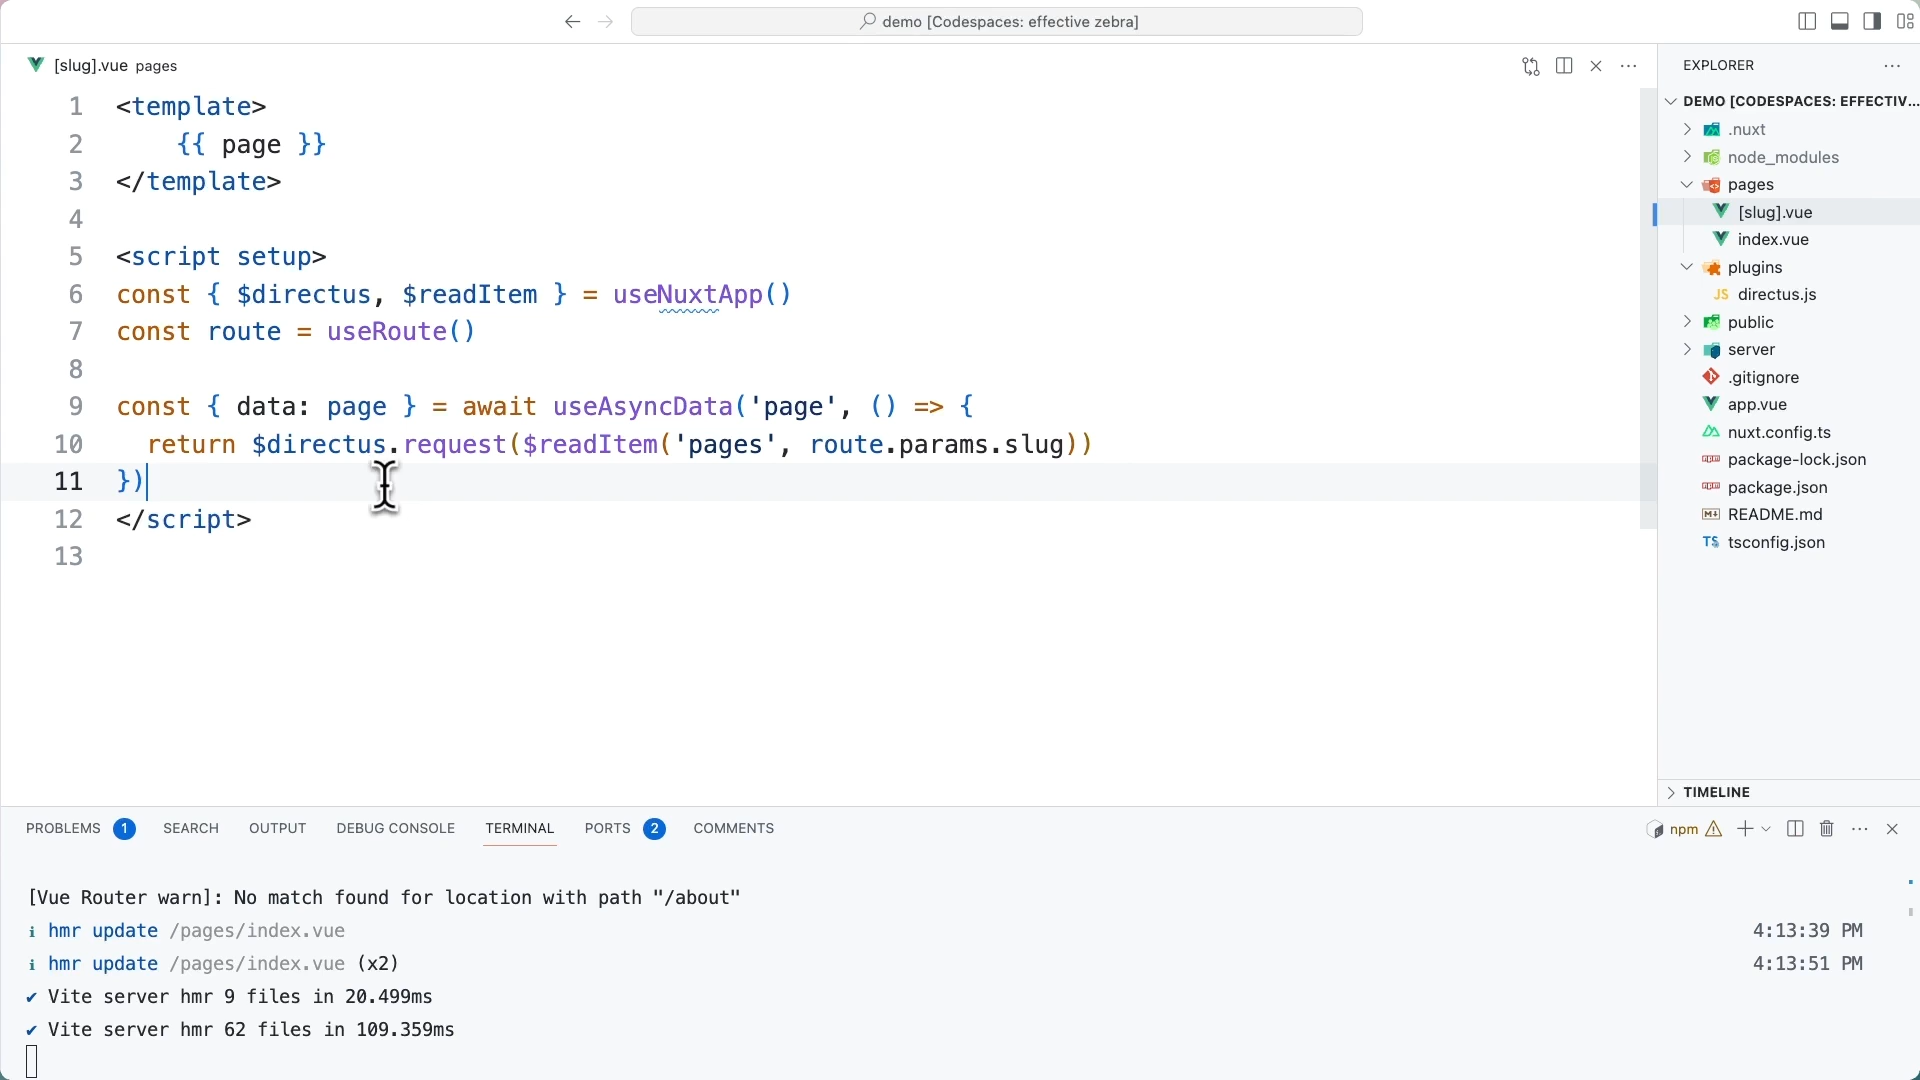 demo [Codespaces: effective zebra]
[slug].vue pages
1 <template>
2 {{ page }}
3 </template>
4
5 <script setup>
6 const { $directus, $readItem } = useNuxtApp()
7 const route = useRoute()
8
9 const { data: page } = await useAsyncData('page', () => {
10 return $directus.request($readItem('pages', route.params.slug))
11 })
12 </script>
13
EXPLORER
DEMO [CODESPACES: EFFECTIV...
.nuxt
node_modules
pages
[slug].vue
index.vue
plugins
JS directus.js
public
server
.gitignore
app.vue
nuxt.config.ts
package-lock.json
package.json
README.md
TS tsconfig.json
TIMELINE
PROBLEMS 1 SEARCH OUTPUT DEBUG CONSOLE TERMINAL PORTS 2 COMMENTS
npm
[Vue Router warn]: No match found for location with path "/about"
i hmr update /pages/index.vue 4:13:39 PM
i hmr update /pages/index.vue (x2) 4:13:51 PM
✔ Vite server hmr 9 files in 20.499ms
✔ Vite server hmr 62 files in 109.359ms